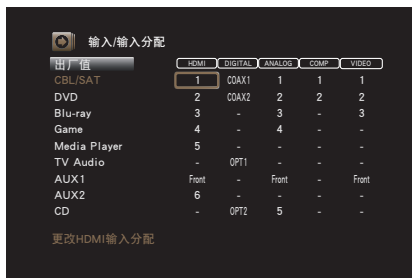 输入/输入分配
出厂值 HDMI DIGITAL ANALOG COMP VIDEO
CBL/SAT 1 COAX1 1 1 1
DVD 2 COAX2 2 2 2
Blu-ray 3 - 3 - 3
Game 4 - 4 - -
Media Player 5 - - - -
TV Audio - OPT1 - - -
AUX1 Front - Front - Front
AUX2 6 - - - -
CD - OPT2 5 - -
更改HDMI输入分配